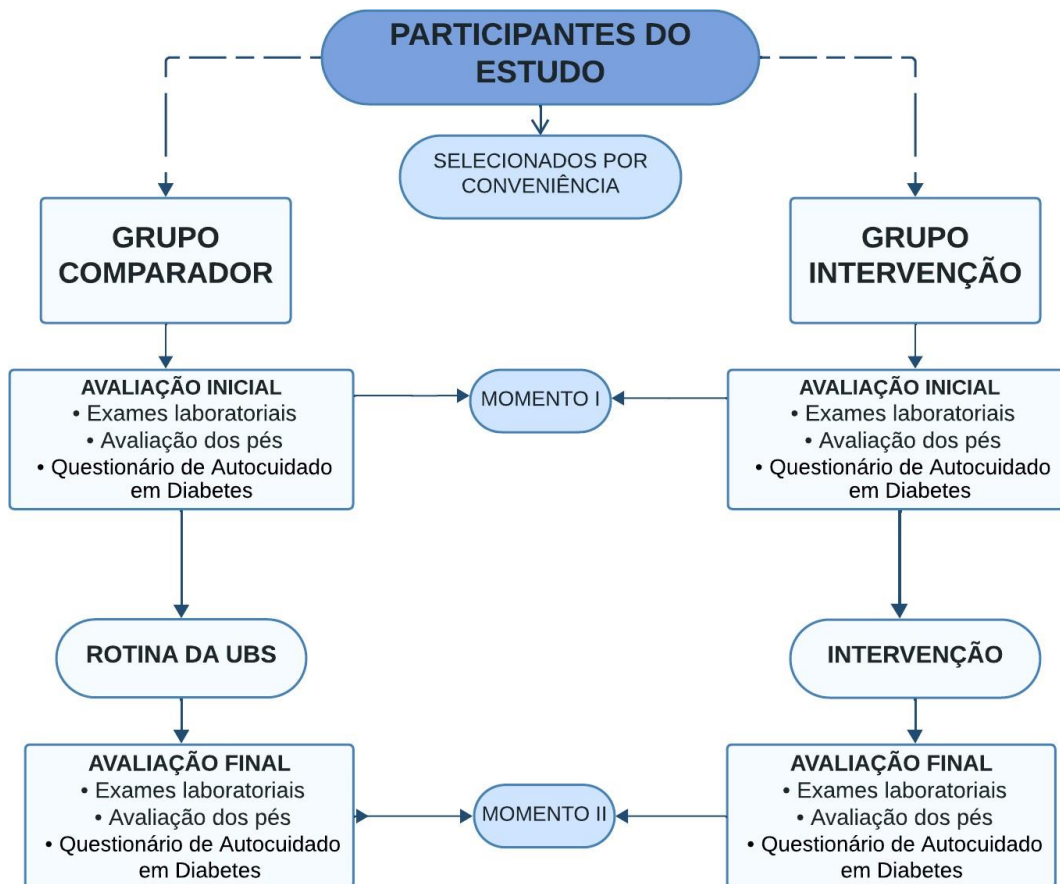 PARTICIPANTES DO
ESTUDO
SELECIONADOS POR
CONVENIÊNCIA
GRUPO
COMPARADOR
GRUPO
INTERVENÇÃO
AVALIAÇÃO INICIAL
• Exames laboratoriais
• Avaliação dos pés
• Questionário de Autocuidado
em Diabetes
MOMENTO I
AVALIAÇÃO INICIAL
• Exames laboratoriais
• Avaliação dos pés
• Questionário de Autocuidado
em Diabetes
ROTINA DA UBS
INTERVENÇÃO
AVALIAÇÃO FINAL
• Exames laboratoriais
• Avaliação dos pés
• Questionário de Autocuidado
em Diabetes
MOMENTO II
AVALIAÇÃO FINAL
• Exames laboratoriais
• Avaliação dos pés
• Questionário de Autocuidado
em Diabetes